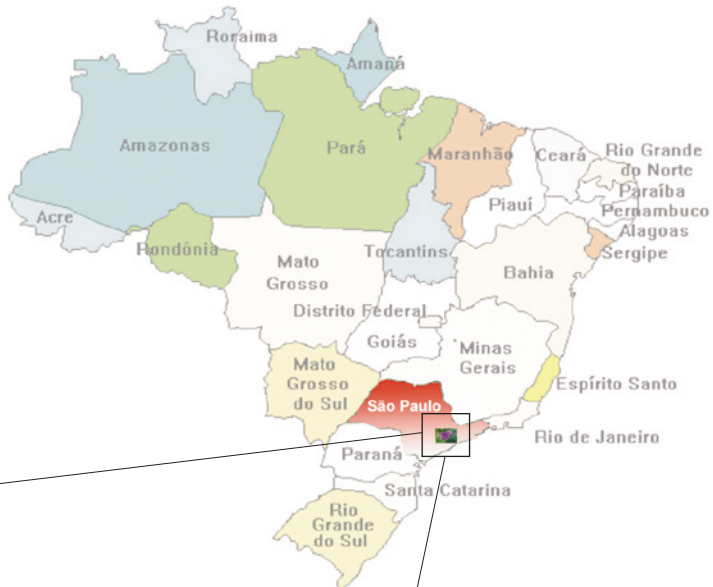 Roraima
Amapá
Amazonas
Pará
Maranhão
Ceará
Rio Grande
do Norte
Paraíba
Pernambuco
Alagoas
Sergipe
Piauí
Acre
Rondônia
Tocantins
Mato
Grosso
Bahia
Distrito Federal
Goiás
Minas
Gerais
Mato
Grosso
do Sul
Espírito Santo
São Paulo
Rio de Janeiro
Paraná
Santa Catarina
Rio
Grande
do Sul